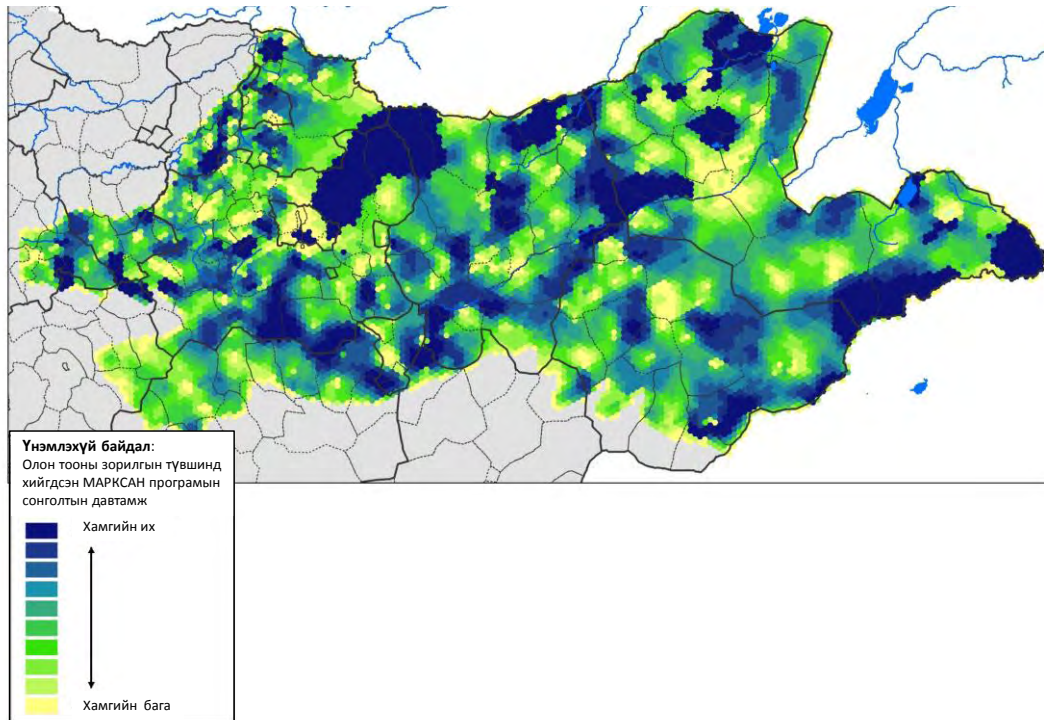 Үнэмлэхүй байдал:
Олон тооны зорилгын түвшинд
хийгдсэн МАРКСАН програмын
сонголтын давтамж
Хамгийн их
Хамгийн бага